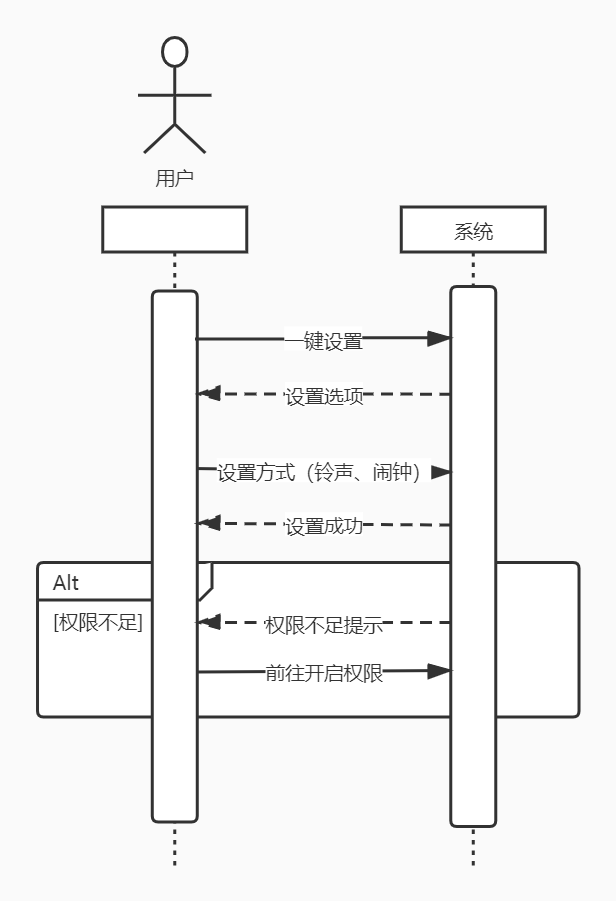 用户
系统
一键设置
设置选项
设置方式（铃声、闹钟）
设置成功
Alt
[权限不足]
权限不足提示
前往开启权限